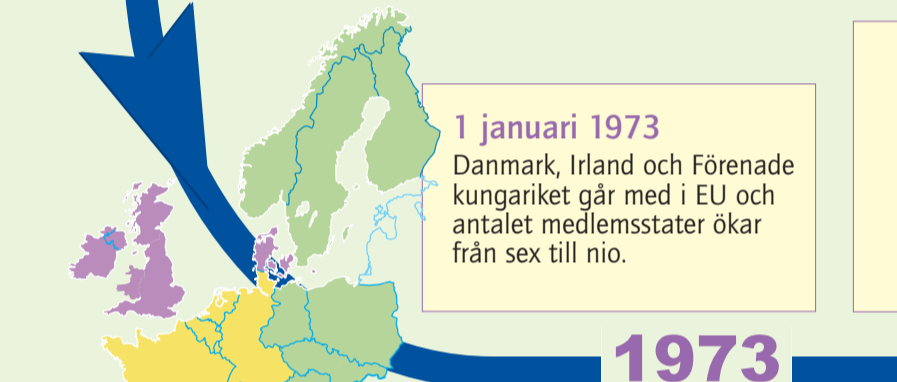 1 januari 1973
Danmark, Irland och Förenade
kungariket går med i EU och
antalet medlemsstater ökar
från sex till nio.
1973